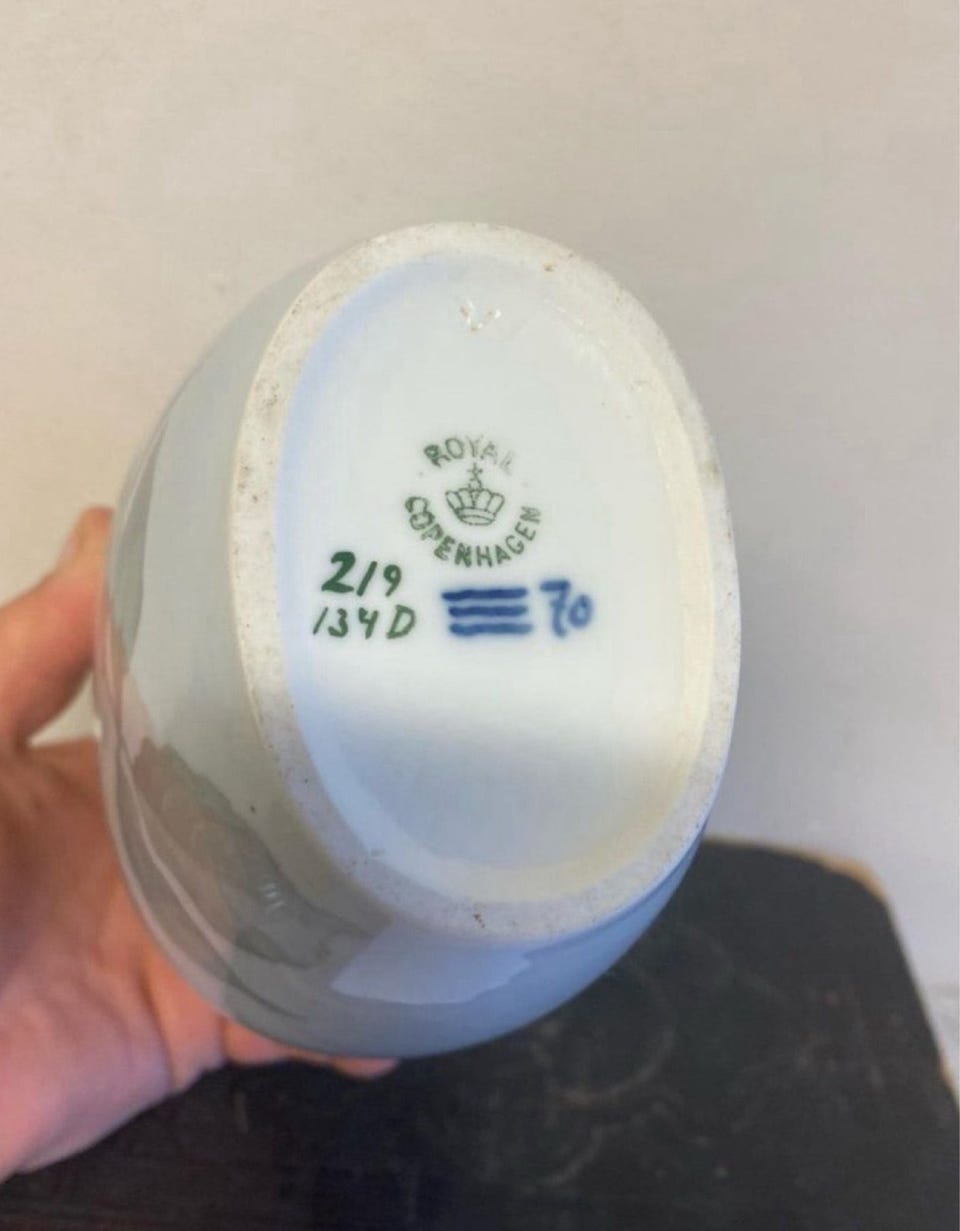 ROYAL
COPENHAGEN
219
134D
70